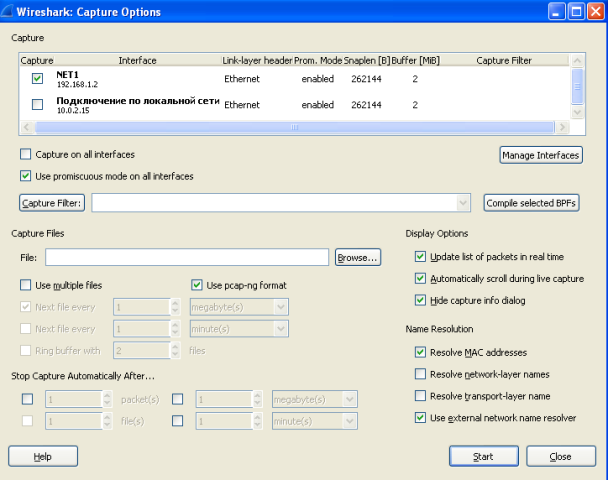 Wireshark: Capture Options
Capture
Capture Interface Link-layer header Prom. Mode Snaplen [B] Buffer [MiB] Capture Filter
NET1
192.168.1.2
Ethernet enabled 262144 2
Подключение по локальной сети
10.0.2.15
Ethernet enabled 262144 2
Capture on all interfaces
Manage Interfaces
Use promiscuous mode on all interfaces
Capture Filter:
Compile selected BPFs
Capture Files
File:
Browse...
Use multiple files
Use pcap-ng format
Next file every 1 megabyte(s)
Next file every 1 minute(s)
Ring buffer with 2 files
Stop Capture Automatically After...
1 packet(s) 1 megabyte(s)
1 file(s) 1 minute(s)
Display Options
Update list of packets in real time
Automatically scroll during live capture
Hide capture info dialog
Name Resolution
Resolve MAC addresses
Resolve network-layer names
Resolve transport-layer name
Use external network name resolver
Help
Start
Close